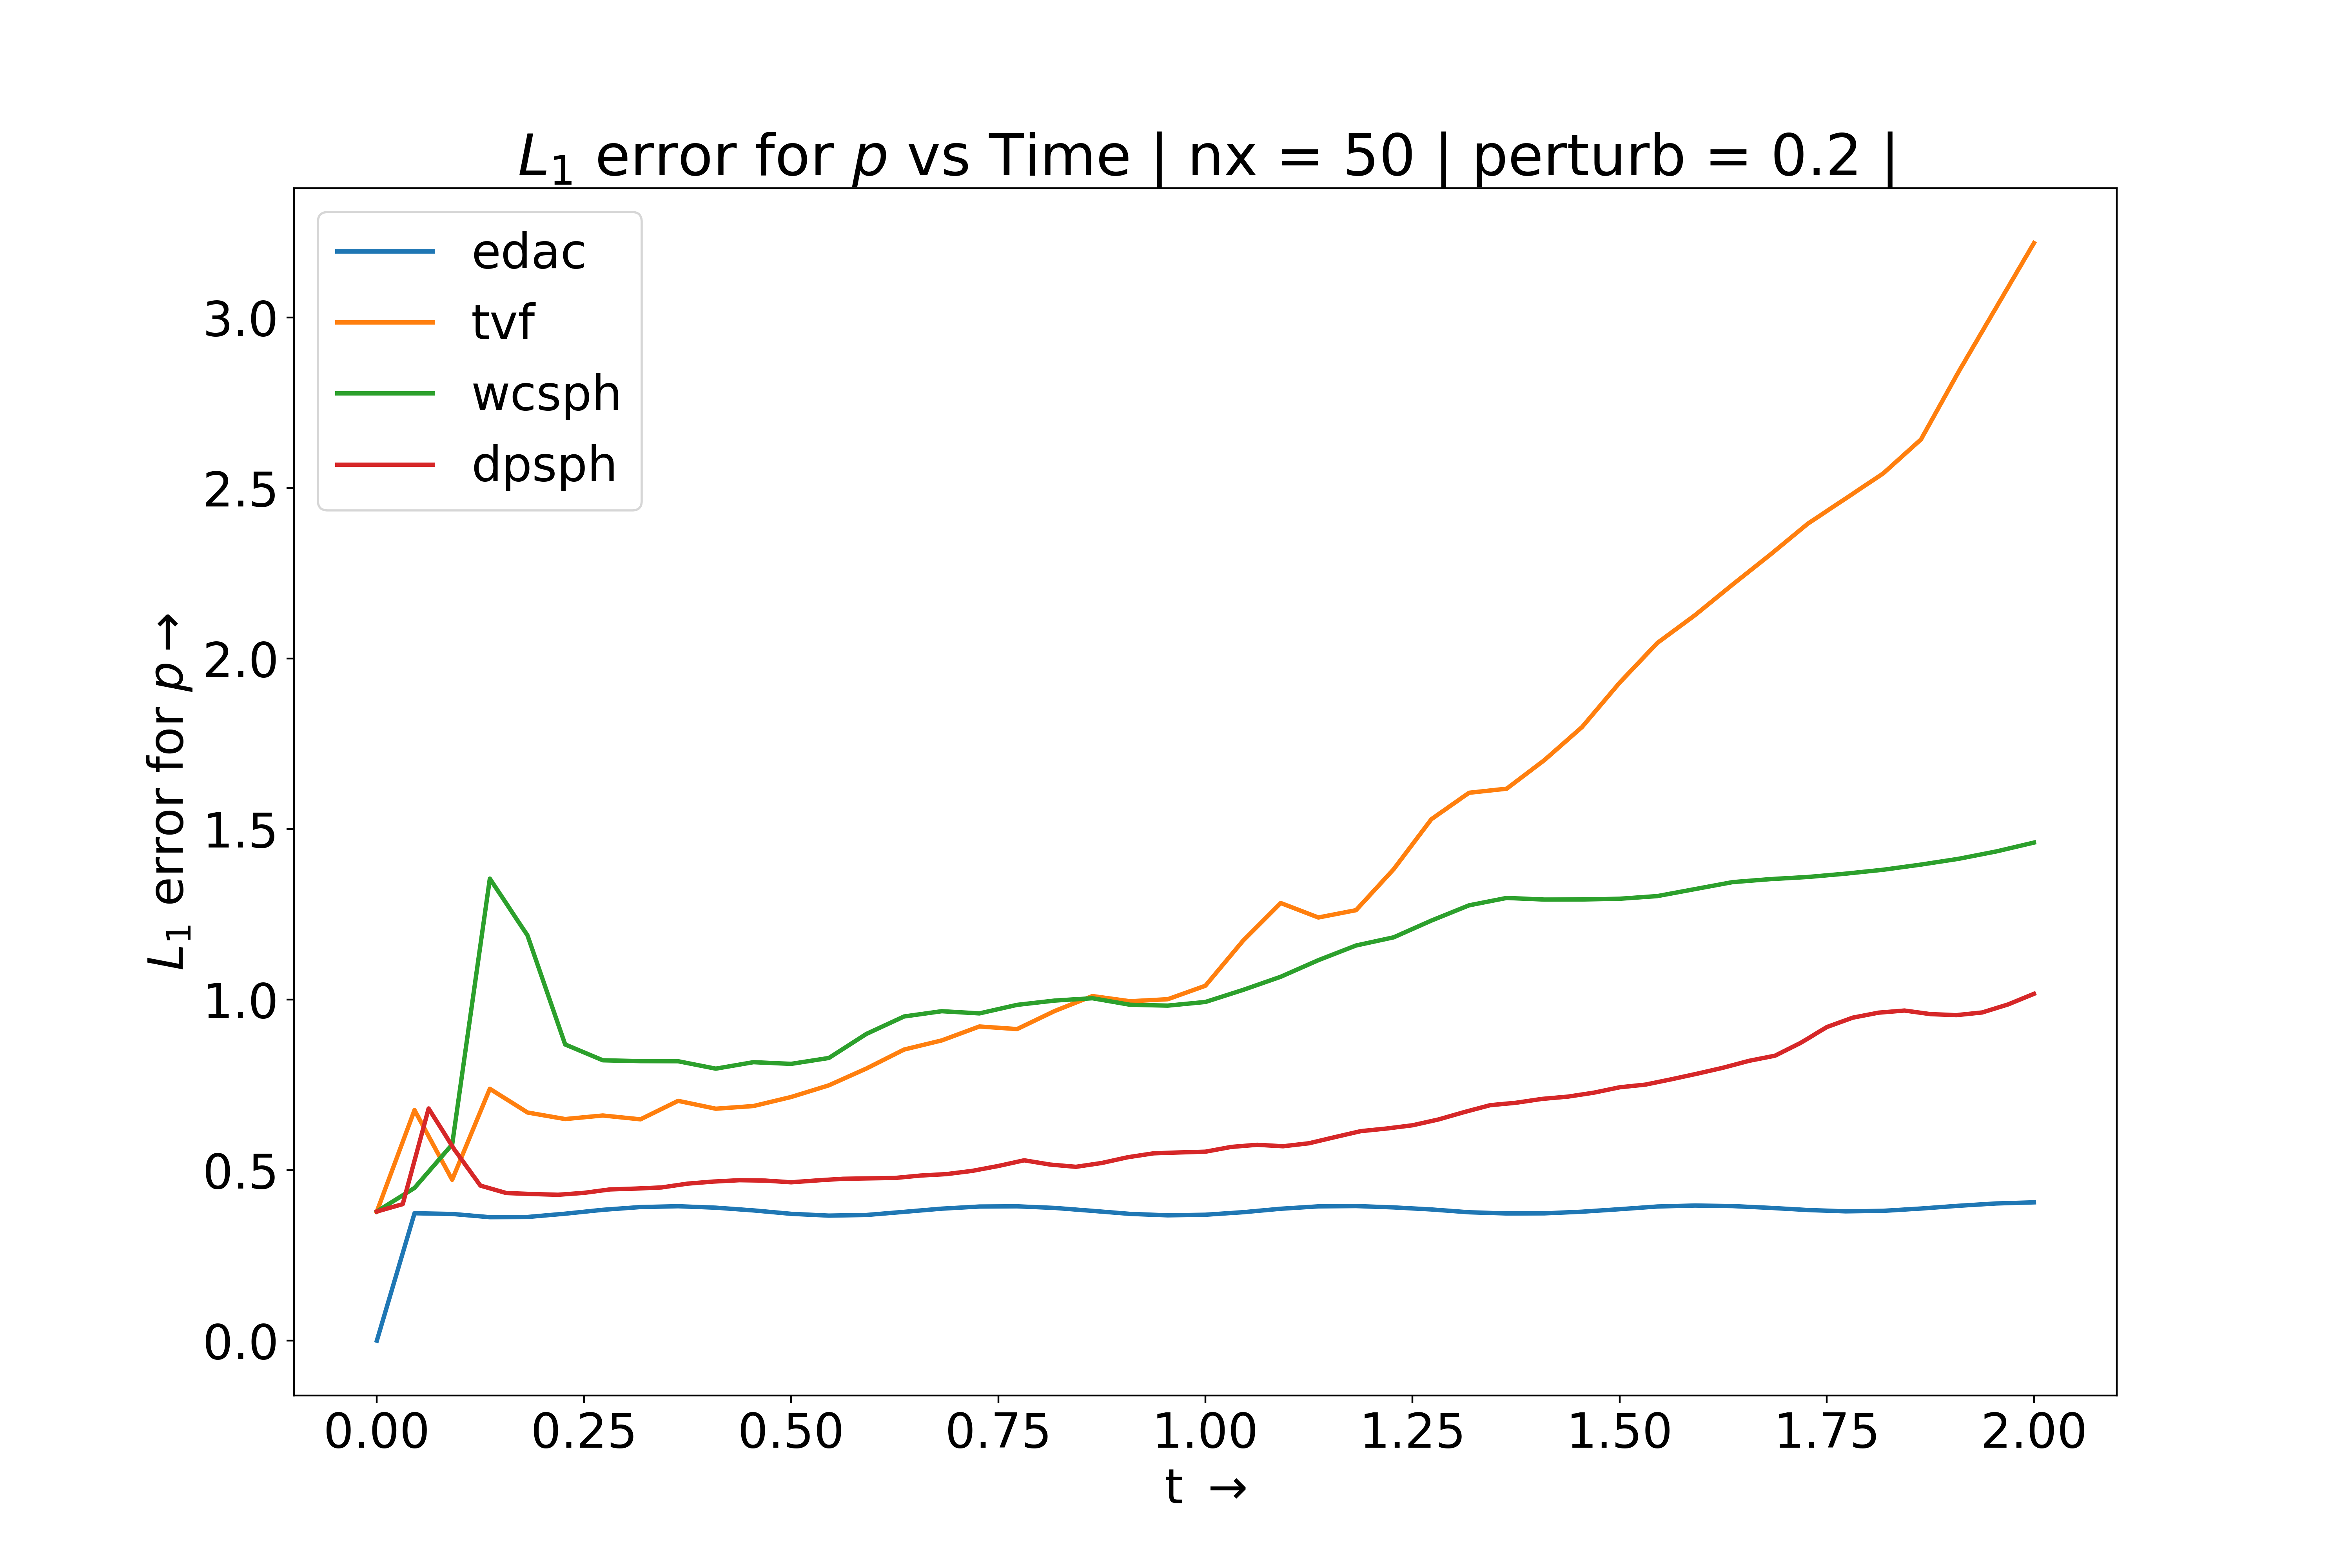 L₁ error for p vs Time | nx = 50 | perturb = 0.2 |
edac
tvf
wcsph
dpsph
L₁ error for p→
3.0
2.5
2.0
1.5
1.0
0.5
0.0
0.00 0.25 0.50 0.75 1.00 1.25 1.50 1.75 2.00
t →